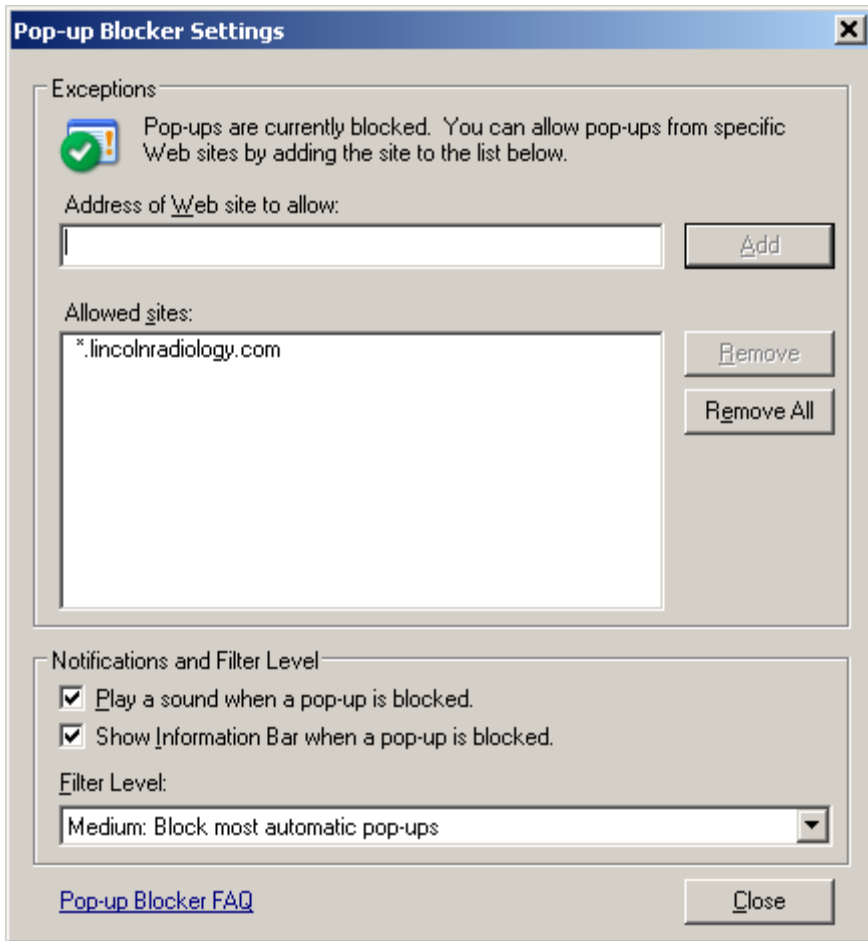 Pop-up Blocker Settings
Exceptions
Pop-ups are currently blocked. You can allow pop-ups from specific
Web sites by adding the site to the list below.
Address of Web site to allow:
Add
Allowed sites:
*.lincolnradiology.com
Remove
Remove All
Notifications and Filter Level
Play a sound when a pop-up is blocked.
Show Information Bar when a pop-up is blocked.
Filter Level:
Medium: Block most automatic pop-ups
Pop-up Blocker FAQ
Close